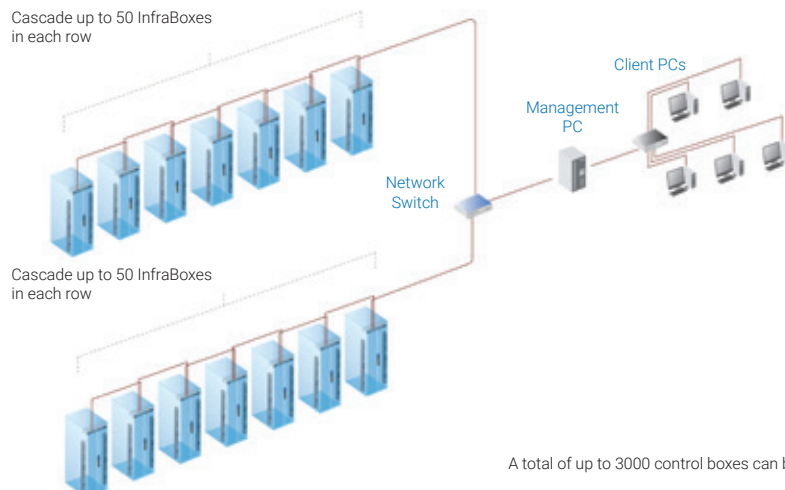 Cascade up to 50 InfraBoxes
in each row
Client PCs
Management
PC
Network
Switch
Cascade up to 50 InfraBoxes
in each row
A total of up to 3000 control boxes can